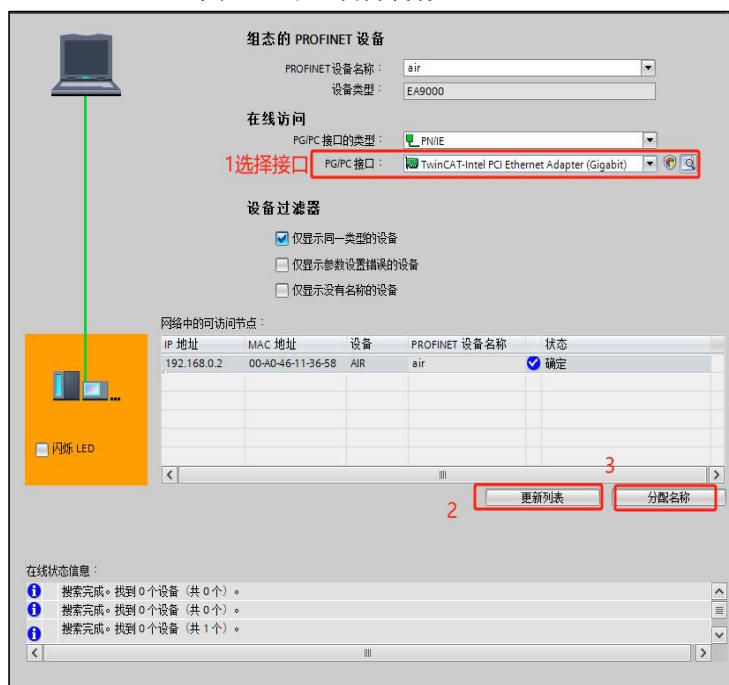 组态的 PROFINET 设备
PROFINET设备名称： air
设备类型： EA9000
在线访问
PG/PC 接口的类型： PN/IE
1选择接口 PG/PC 接口： TwinCAT-Intel PCI Ethernet Adapter (Gigabit)
设备过滤器
仅显示同一类型的设备
仅显示参数设置错误的设备
仅显示没有名称的设备
网络中的可访问节点：
IP 地址 MAC 地址 设备 PROFINET 设备名称 状态
192.168.0.2 00-A0-46-11-36-58 AIR air 确定
...
闪烁 LED
3
2 更新列表 分配名称
在线状态信息：
搜索完成。找到 0 个设备（共 0 个）。
搜索完成。找到 0 个设备（共 0 个）。
搜索完成。找到 0 个设备（共 1 个）。